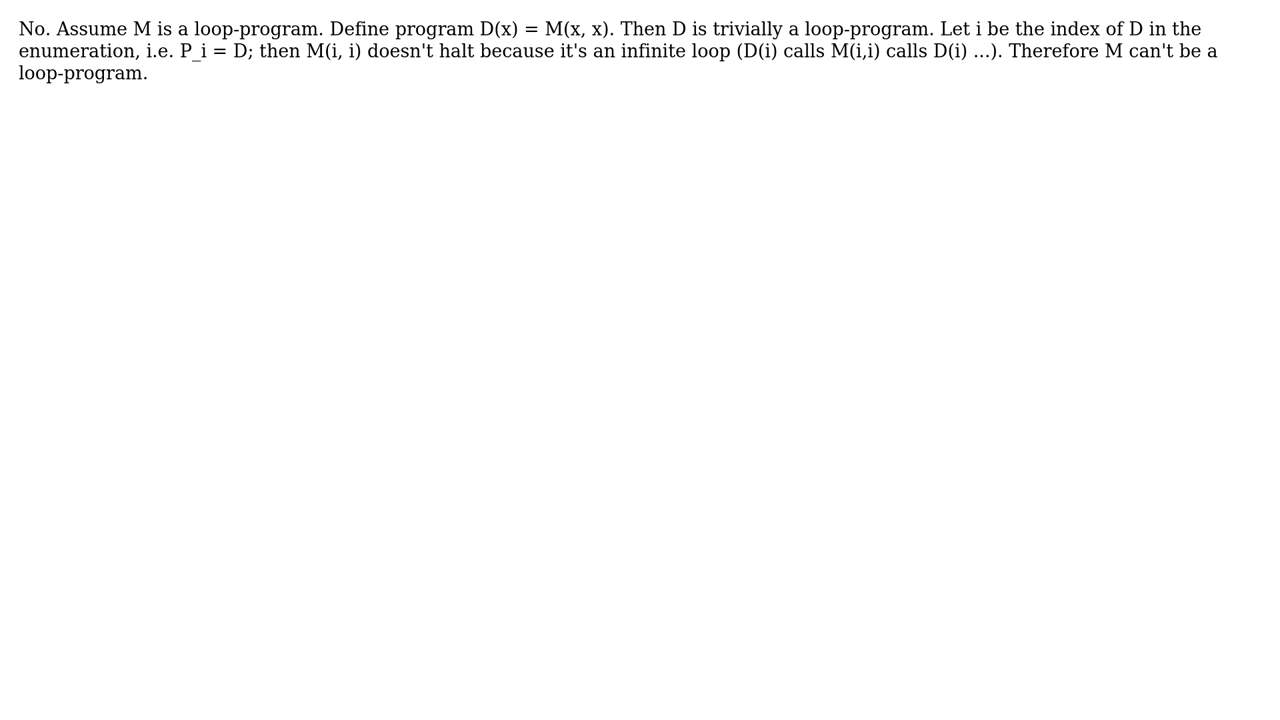 No. Assume M is a loop-program. Define program D(x) = M(x, x). Then D is trivially a loop-program. Let i be the index of D in the
enumeration, i.e. P_i = D; then M(i, i) doesn't halt because it's an infinite loop (D(i) calls M(i,i) calls D(i) ...). Therefore M can't be a
loop-program.